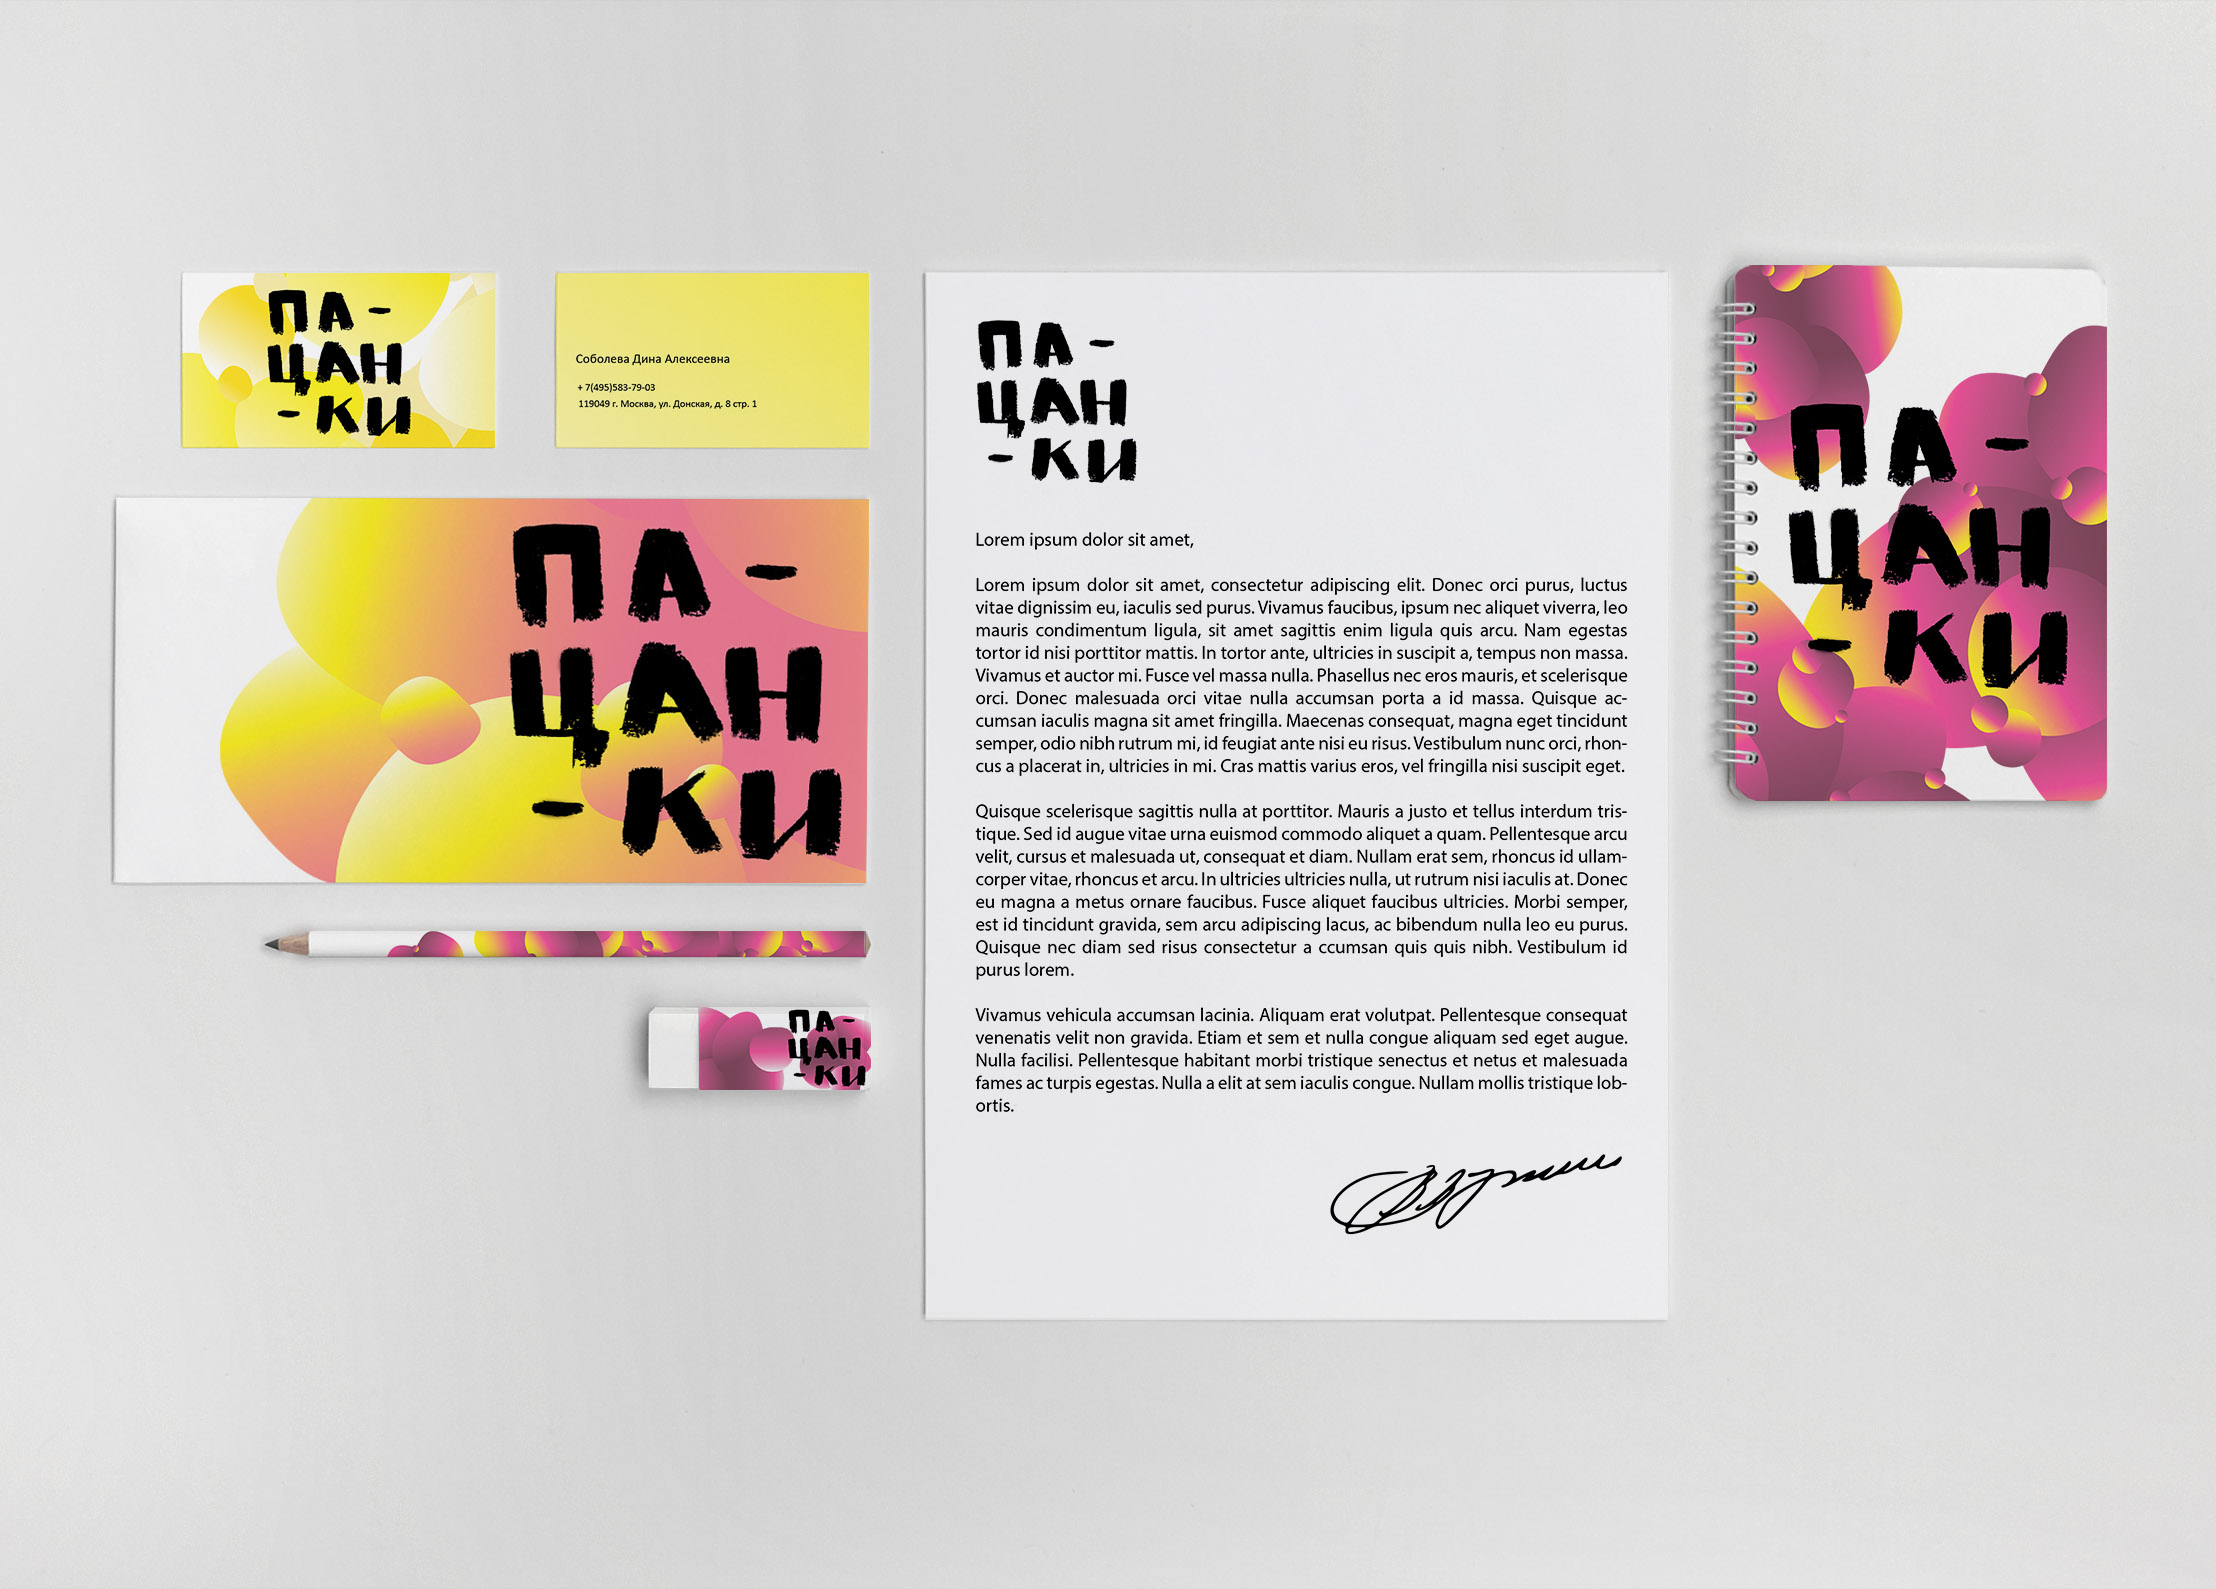 ПА-
ЦАН
-КИ
Соболева Дина Алексеевна
+ 7(495)583-79-03
119049 г. Москва, ул. Донская, д. 8 стр. 1
ПА-
ЦАН
-КИ
ПА-
ЦАН
-КИ
ПА-
ЦАН
-КИ
Lorem ipsum dolor sit amet,
Lorem ipsum dolor sit amet, consectetur adipiscing elit. Donec orci purus, luctus
vitae dignissim eu, iaculis sed purus. Vivamus faucibus, ipsum nec aliquet viverra, leo
mauris condimentum ligula, sit amet sagittis enim ligula quis arcu. Nam egestas
tortor id nisi porttitor mattis. In tortor ante, ultricies in suscipit a, tempus non massa.
Vivamus et auctor mi. Fusce vel massa nulla. Phasellus nec eros mauris, et scelerisque
orci. Donec malesuada orci vitae nulla accumsan porta a id massa. Quisque ac-
cumsan iaculis magna sit amet fringilla. Maecenas consequat, magna eget tincidunt
semper, odio nibh rutrum mi, id feugiat ante nisi eu risus. Vestibulum nunc orci, rhon-
cus a placerat in, ultricies in mi. Cras mattis varius eros, vel fringilla nisi suscipit eget.
Quisque scelerisque sagittis nulla at porttitor. Mauris a justo et tellus interdum tris-
tique. Sed id augue vitae urna euismod commodo aliquet a quam. Pellentesque arcu
velit, cursus et malesuada ut, consequat et diam. Nullam erat sem, rhoncus id ullam-
corper vitae, rhoncus et arcu. In ultricies ultricies nulla, ut rutrum nisi iaculis at. Donec
eu magna a metus ornare faucibus. Fusce aliquet faucibus ultricies. Morbi semper,
est id tincidunt gravida, sem arcu adipiscing lacus, ac bibendum nulla leo eu purus.
Quisque nec diam sed risus consectetur a ccumsan quis quis nibh. Vestibulum id
purus lorem.
Vivamus vehicula accumsan lacinia. Aliquam erat volutpat. Pellentesque consequat
venenatis velit non gravida. Etiam et sem et nulla congue aliquam sed eget augue.
Nulla facilisi. Pellentesque habitant morbi tristique senectus et netus et malesuada
fames ac turpis egestas. Nulla a elit at sem iaculis congue. Nullam mollis tristique lob-
ortis.
ПА-
ЦАН
-КИ